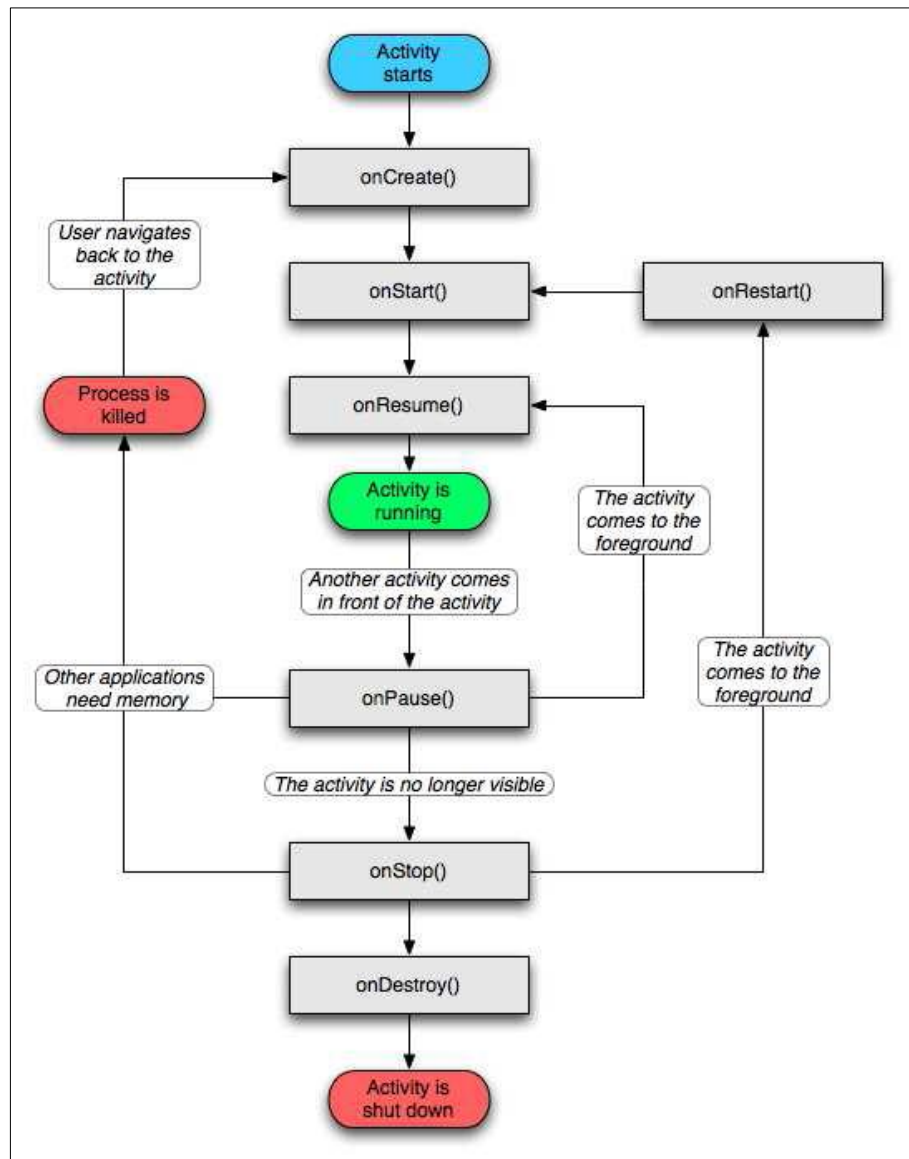 Activity
starts
onCreate()
User navigates
back to the
activity
onStart()
onRestart()
Process is
killed
onResume()
Activity is
running
The activity
comes to the
foreground
Another activity comes
in front of the activity
The activity
comes to the
foreground
Other applications
need memory
onPause()
The activity is no longer visible
onStop()
onDestroy()
Activity is
shut down